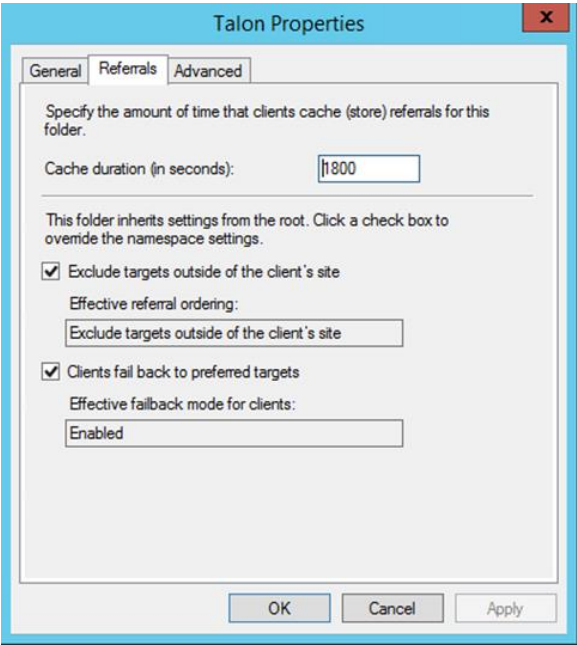 Talon Properties
x
General Referrals Advanced
Specify the amount of time that clients cache (store) referrals for this
folder.
Cache duration (in seconds): 1800
This folder inherits settings from the root. Click a check box to
override the namespace settings.
Exclude targets outside of the client's site
Effective referral ordering:
Exclude targets outside of the client's site
Clients fail back to preferred targets
Effective failback mode for clients:
Enabled
OK Cancel Apply